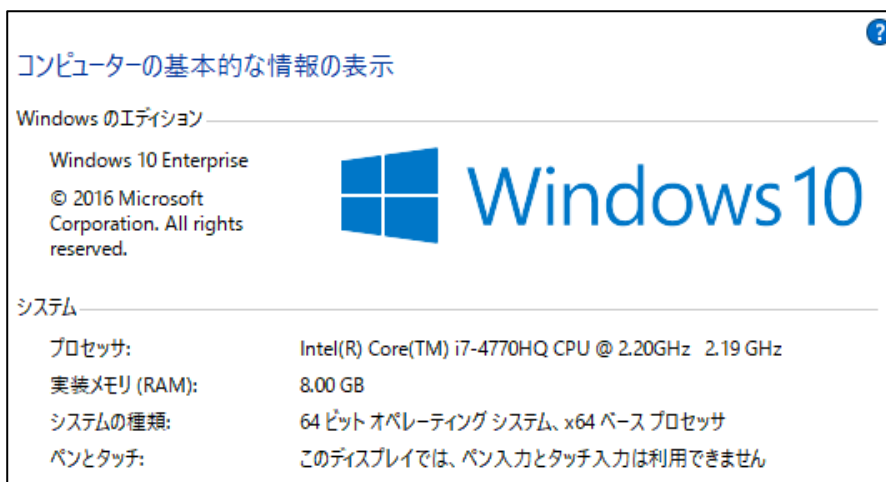 ?
コンピューターの基本的な情報の表示
Windows のエディション
Windows 10 Enterprise
© 2016 Microsoft
Corporation. All rights
reserved.
Windows 10
システム
プロセッサ: Intel(R) Core(TM) i7-4770HQ CPU @ 2.20GHz 2.19 GHz
実装メモリ (RAM): 8.00 GB
システムの種類: 64 ビット オペレーティング システム、x64 ベース プロセッサ
ペンとタッチ: このディスプレイでは、ペン入力とタッチ入力は利用できません